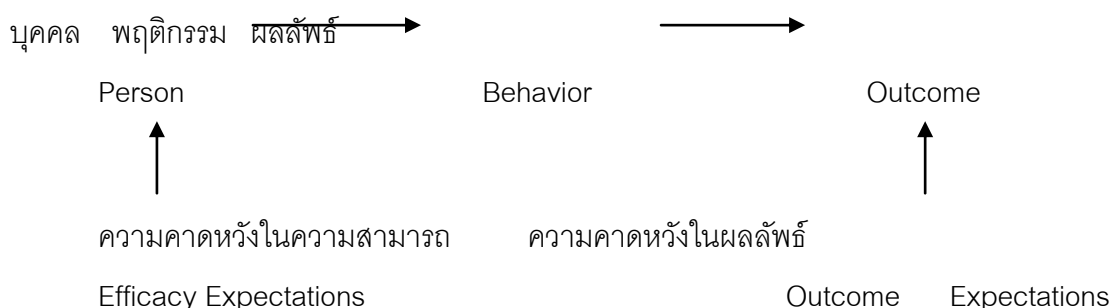 บุคคล พฤติกรรม ผลลัพธ์
Person Behavior Outcome
ความคาดหวังในความสามารถ ความคาดหวังในผลลัพธ์
Efficacy Expectations Outcome Expectations